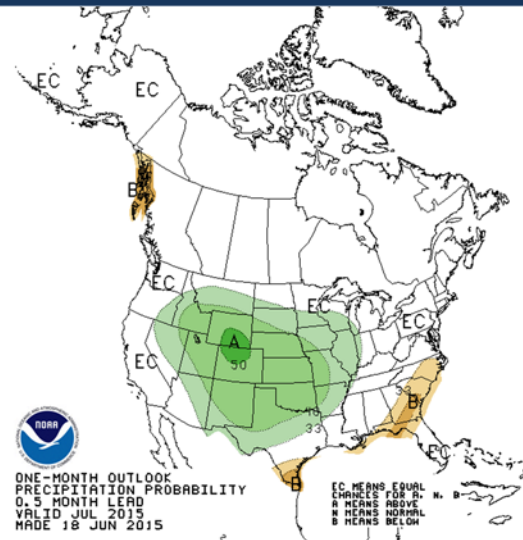 EC
EC
B
EC
EC
EC
A
EC
50
33
B
40
33
EC
B
NOAA
ONE-MONTH OUTLOOK
PRECIPITATION PROBABILITY
0.5 MONTH LEAD
VALID JUL 2015
MADE 18 JUN 2015
EC MEANS EQUAL
CHANCES FOR A, N, B
A MEANS ABOVE
N MEANS NORMAL
B MEANS BELOW